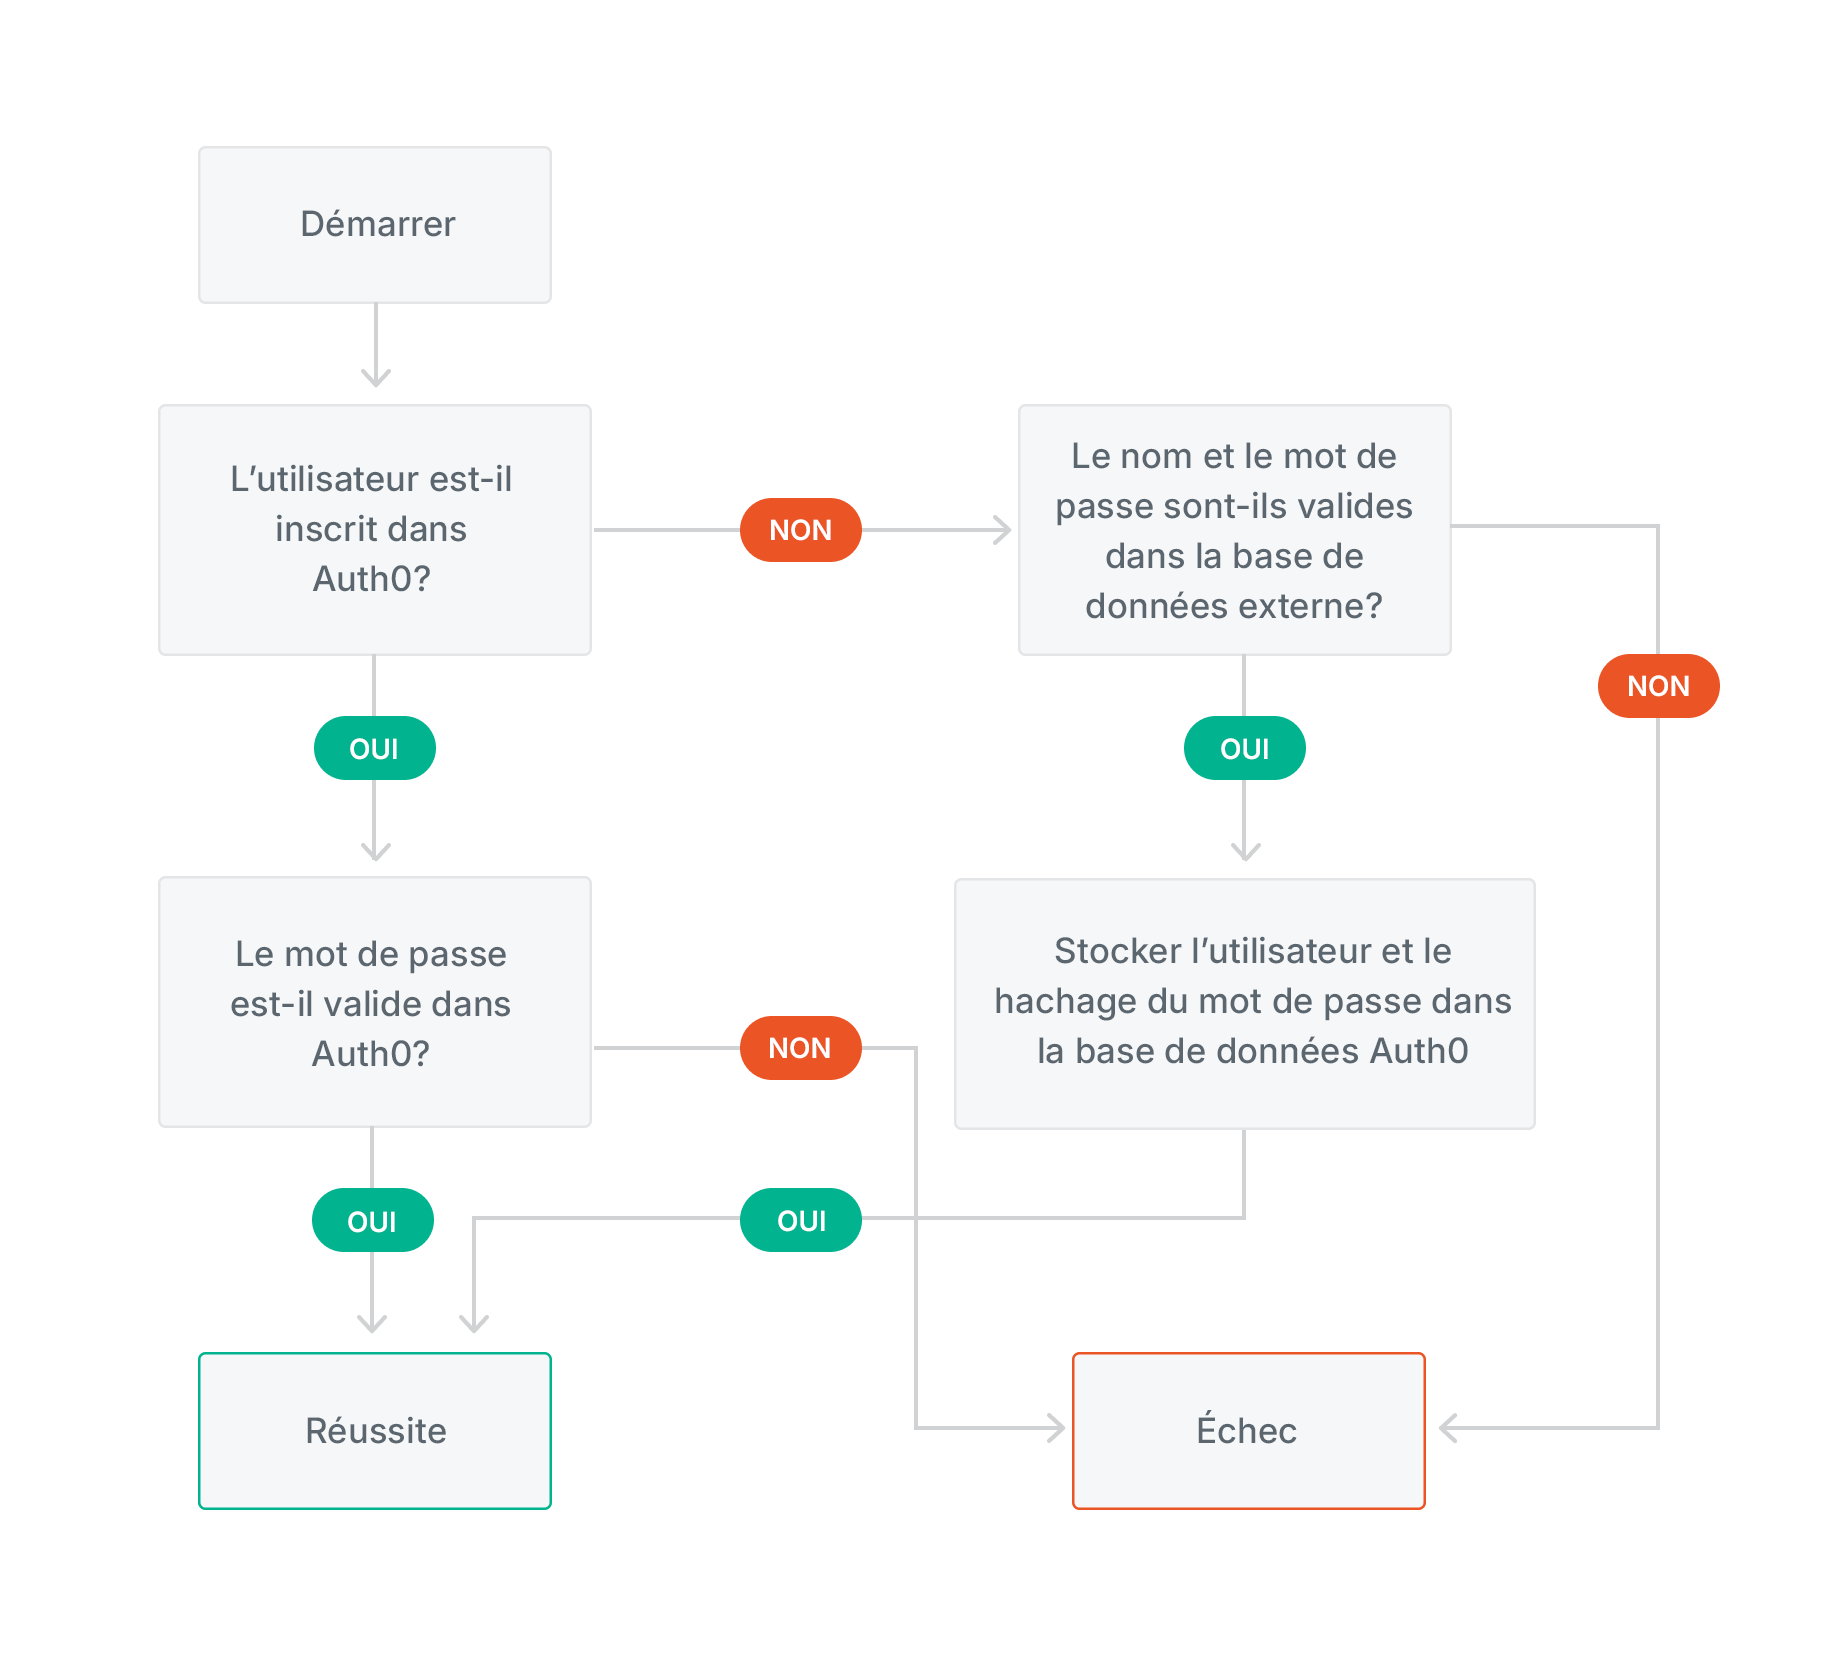 Démarrer
L’utilisateur est-il
inscrit dans
Auth0?
NON
Le nom et le mot de
passe sont-ils valides
dans la base de
données externe?
NON
OUI
OUI
Le mot de passe
est-il valide dans
Auth0?
NON
Stocker l’utilisateur et le
hachage du mot de passe dans
la base de données Auth0
OUI
OUI
Réussite
Échec